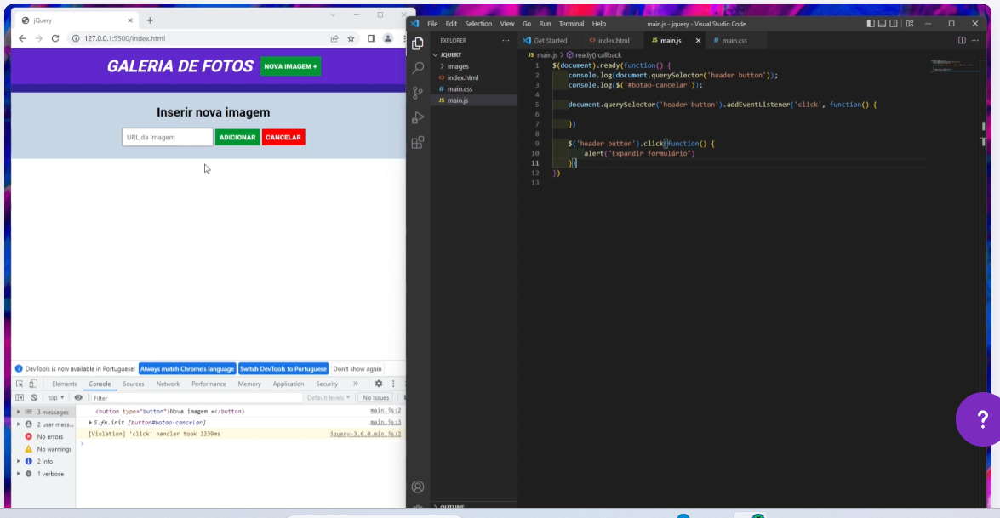 jQuery
127.0.0.1:5500/index.html
GALERIA DE FOTOS
NOVA IMAGEM +
Inserir nova imagem
URL da imagem
ADICIONAR
CANCELAR
DevTools is now available in Portuguese!
Always match Chrome's language
Switch DevTools to Portuguese
Don't show again
Elements Console Sources Network Performance Memory Application Security
top
Filter
Default levels
No Issues
3 messages
2 user mess...
No errors
No warnings
2 info
1 verbose
<button type="button">Nova imagem +</button> main.js:2
S.fn.init [button#botao-cancelar] main.js:3
[Violation] 'click' handler took 2239ms jquery-3.6.0.min.js:2
File Edit Selection View Go Run Terminal Help
main.js - jquery - Visual Studio Code
EXPLORER
JQUERY
images
index.html
main.css
main.js
OUTLINE
Get Started
index.html
JS main.js
# main.css
JS main.js > ready() callback
1 $(document).ready(function() {
2 console.log(document.querySelector('header button'));
3 console.log($('#botao-cancelar'));
4
5 document.querySelector('header button').addEventListener('click', function() {
6
7 })
8
9 $('header button').click(function() {
10 alert("Expandir formulário")
11 })
12 })
13
?